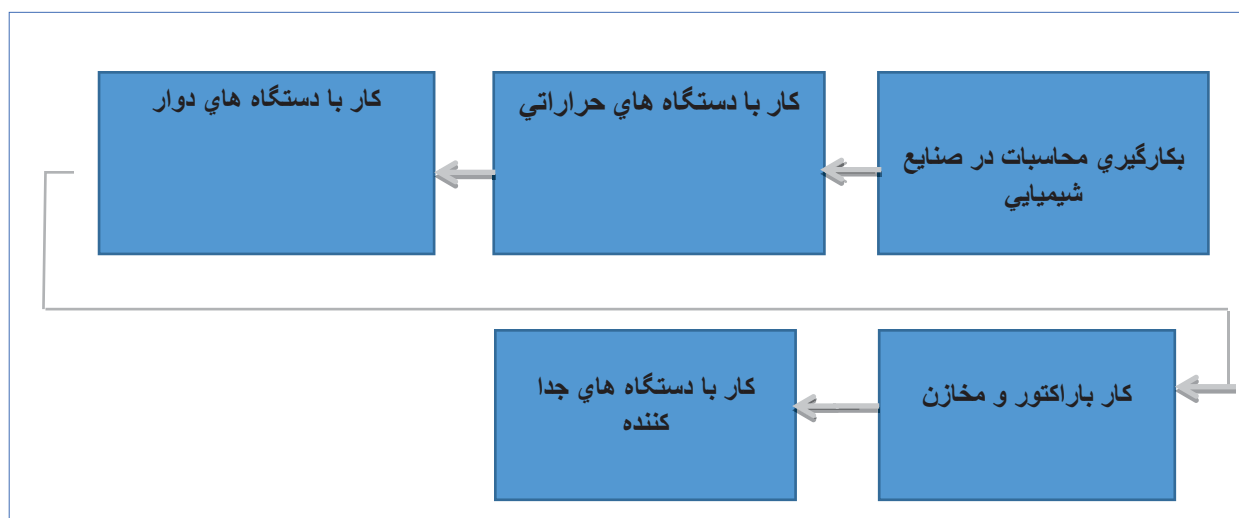 بكارگيري محاسبات در صنايع
شيميايي
كار با دستگاه هاي حراراتي
كار با دستگاه هاي دوار
كار باراكتور و مخازن
كار با دستگاه هاي جدا
كننده